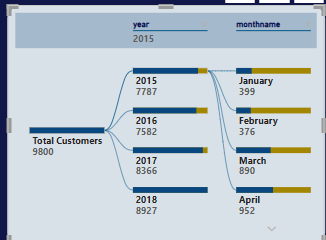 year
monthname
2015
2015
7787
January
399
2016
7582
February
376
Total Customers
9800
2017
8366
March
890
2018
8927
April
952